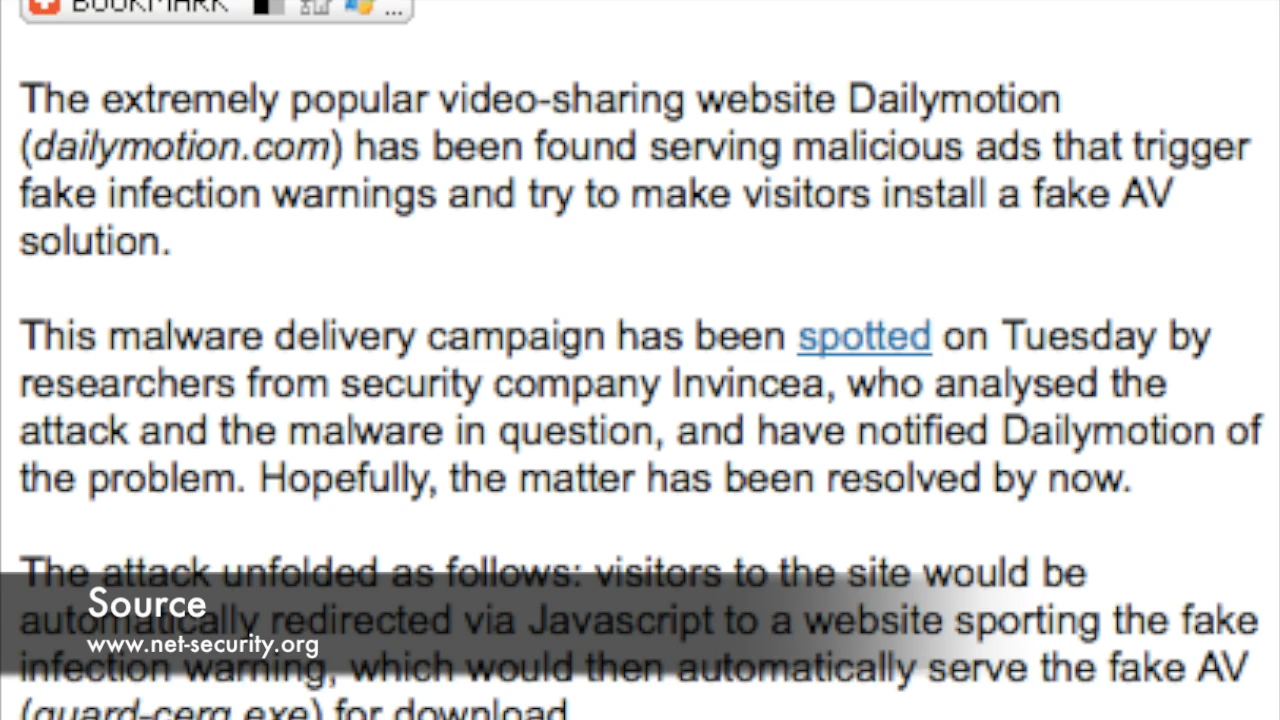 BOOKMARK ...
The extremely popular video-sharing website Dailymotion
(dailymotion.com) has been found serving malicious ads that trigger
fake infection warnings and try to make visitors install a fake AV
solution.
This malware delivery campaign has been spotted on Tuesday by
researchers from security company Invincea, who analysed the
attack and the malware in question, and have notified Dailymotion of
the problem. Hopefully, the matter has been resolved by now.
The attack unfolded as follows: visitors to the site would be
automatically redirected via Javascript to a website sporting the fake
infection warning, which would then automatically serve the fake AV
(guard-cerg.exe) for download.
Source
www.net-security.org